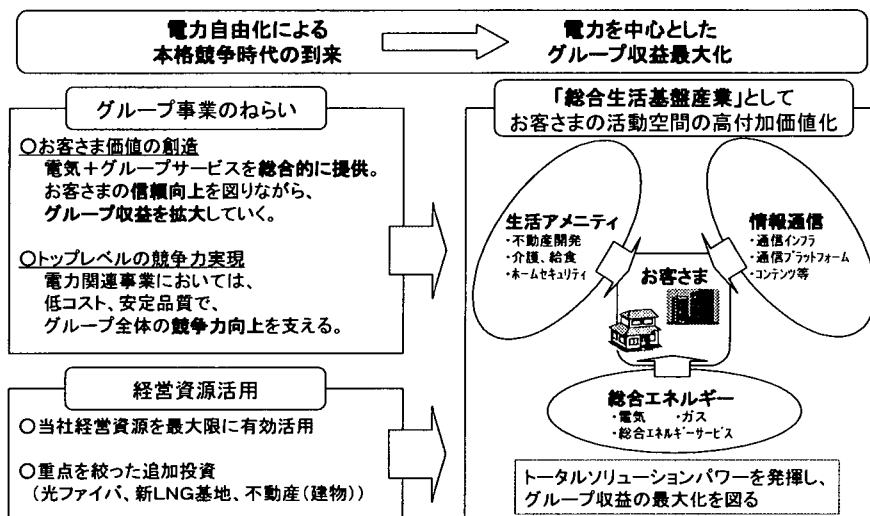 電力自由化による
本格競争時代の到来
電力を中心とした
グループ収益最大化
グループ事業のねらい
○お客さま価値の創造
電気+グループサービスを総合的に提供。
お客さまの信頼向上を図りながら、
グループ収益を拡大していく。
○トップレベルの競争力実現
電力関連事業においては、
低コスト、安定品質で、
グループ全体の競争力向上を支える。
経営資源活用
○当社経営資源を最大限に有効活用
○重点を絞った追加投資
(光ファイバ、新LNG基地、不動産(建物))
「総合生活基盤産業」として
お客さまの活動空間の高付加価値化
生活アメニティ
・不動産開発
・介護、給食
・ホームセキュリティ
情報通信
・通信インフラ
・通信プラットフォーム
・コンテンツ等
お客さま
総合エネルギー
・電気 ・ガス
・総合エネルギーサービス
トータルソリューションパワーを発揮し、
グループ収益の最大化を図る